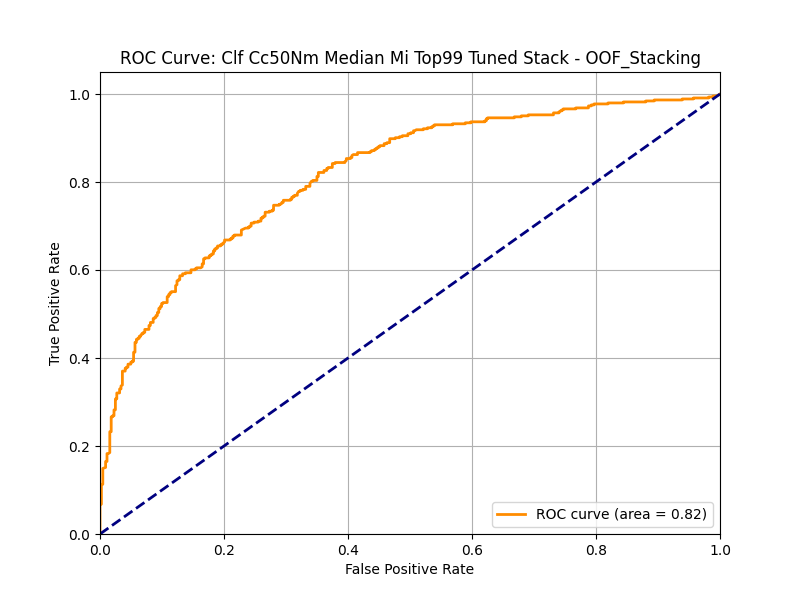 ROC Curve: Clf Cc50Nm Median Mi Top99 Tuned Stack - OOF_Stacking
True Positive Rate
1.0
0.8
0.6
0.4
0.2
0.0
ROC curve (area = 0.82)
0.0 0.2 0.4 0.6 0.8 1.0
False Positive Rate